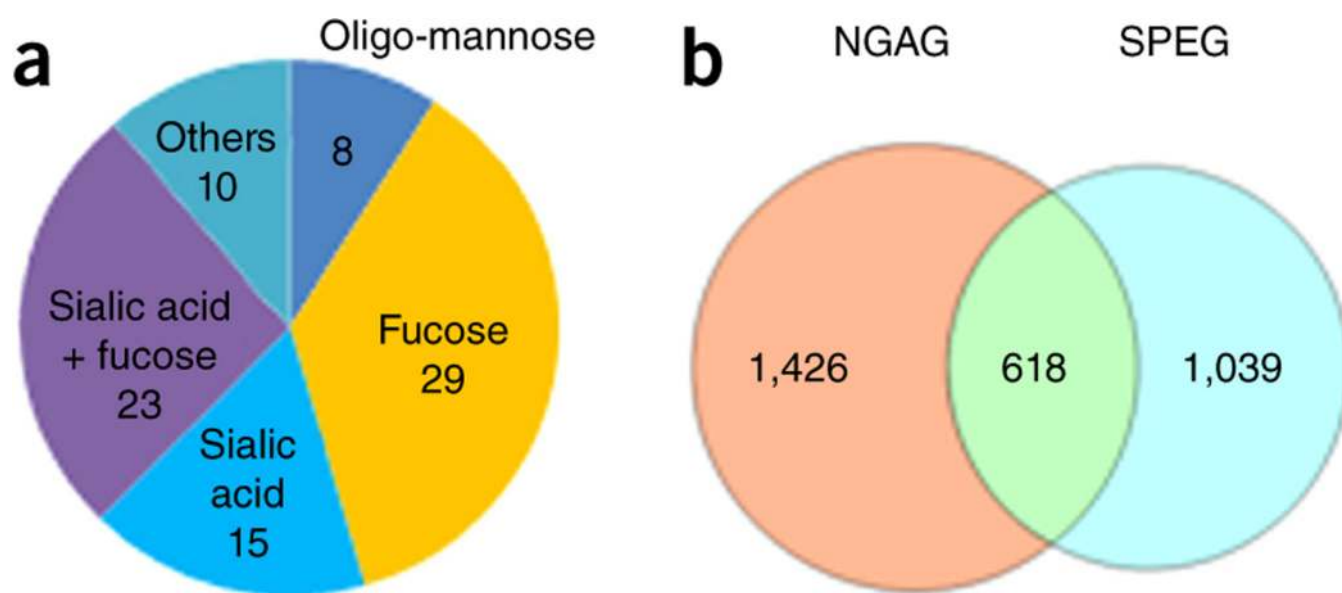 a
Oligo-mannose
Others
10
8
Sialic acid
+ fucose
23
Fucose
29
Sialic
acid
15
b
NGAG
SPEG
1,426
618
1,039